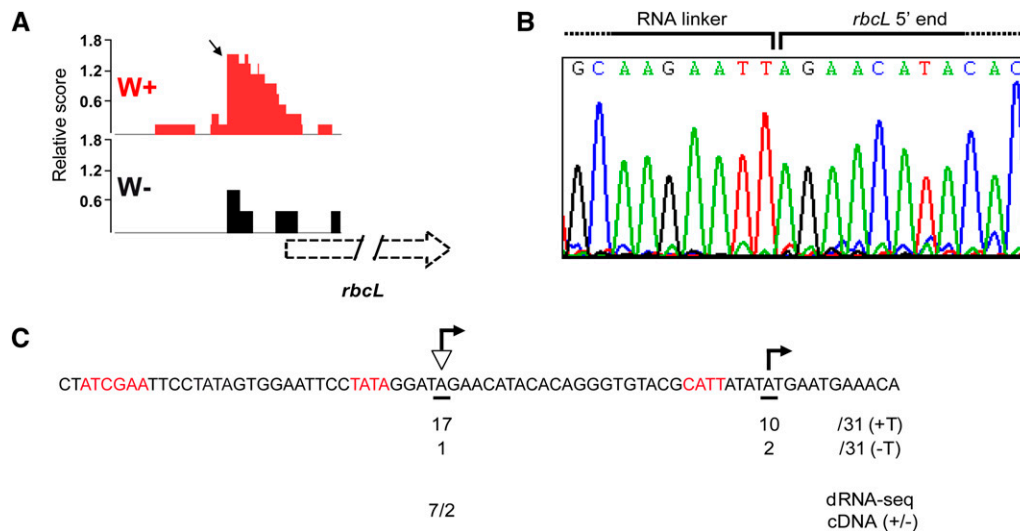 A
Relative score
1.8
1.2
0.6
W+
1.8
1.2
0.6
W-
rbcL
B
RNA linker
rbcL 5' end
G C A A G A A T T A G A A C A T A C A C
C
CTATCGAATTCCTATAGTGGAATTCCTATAGGATAGAACATACACAGGGTGTACGCATTATATATGAATGAAACA
17 10 /31 (+T)
1 2 /31 (-T)
7/2 dRNA-seq
cDNA (+/-)